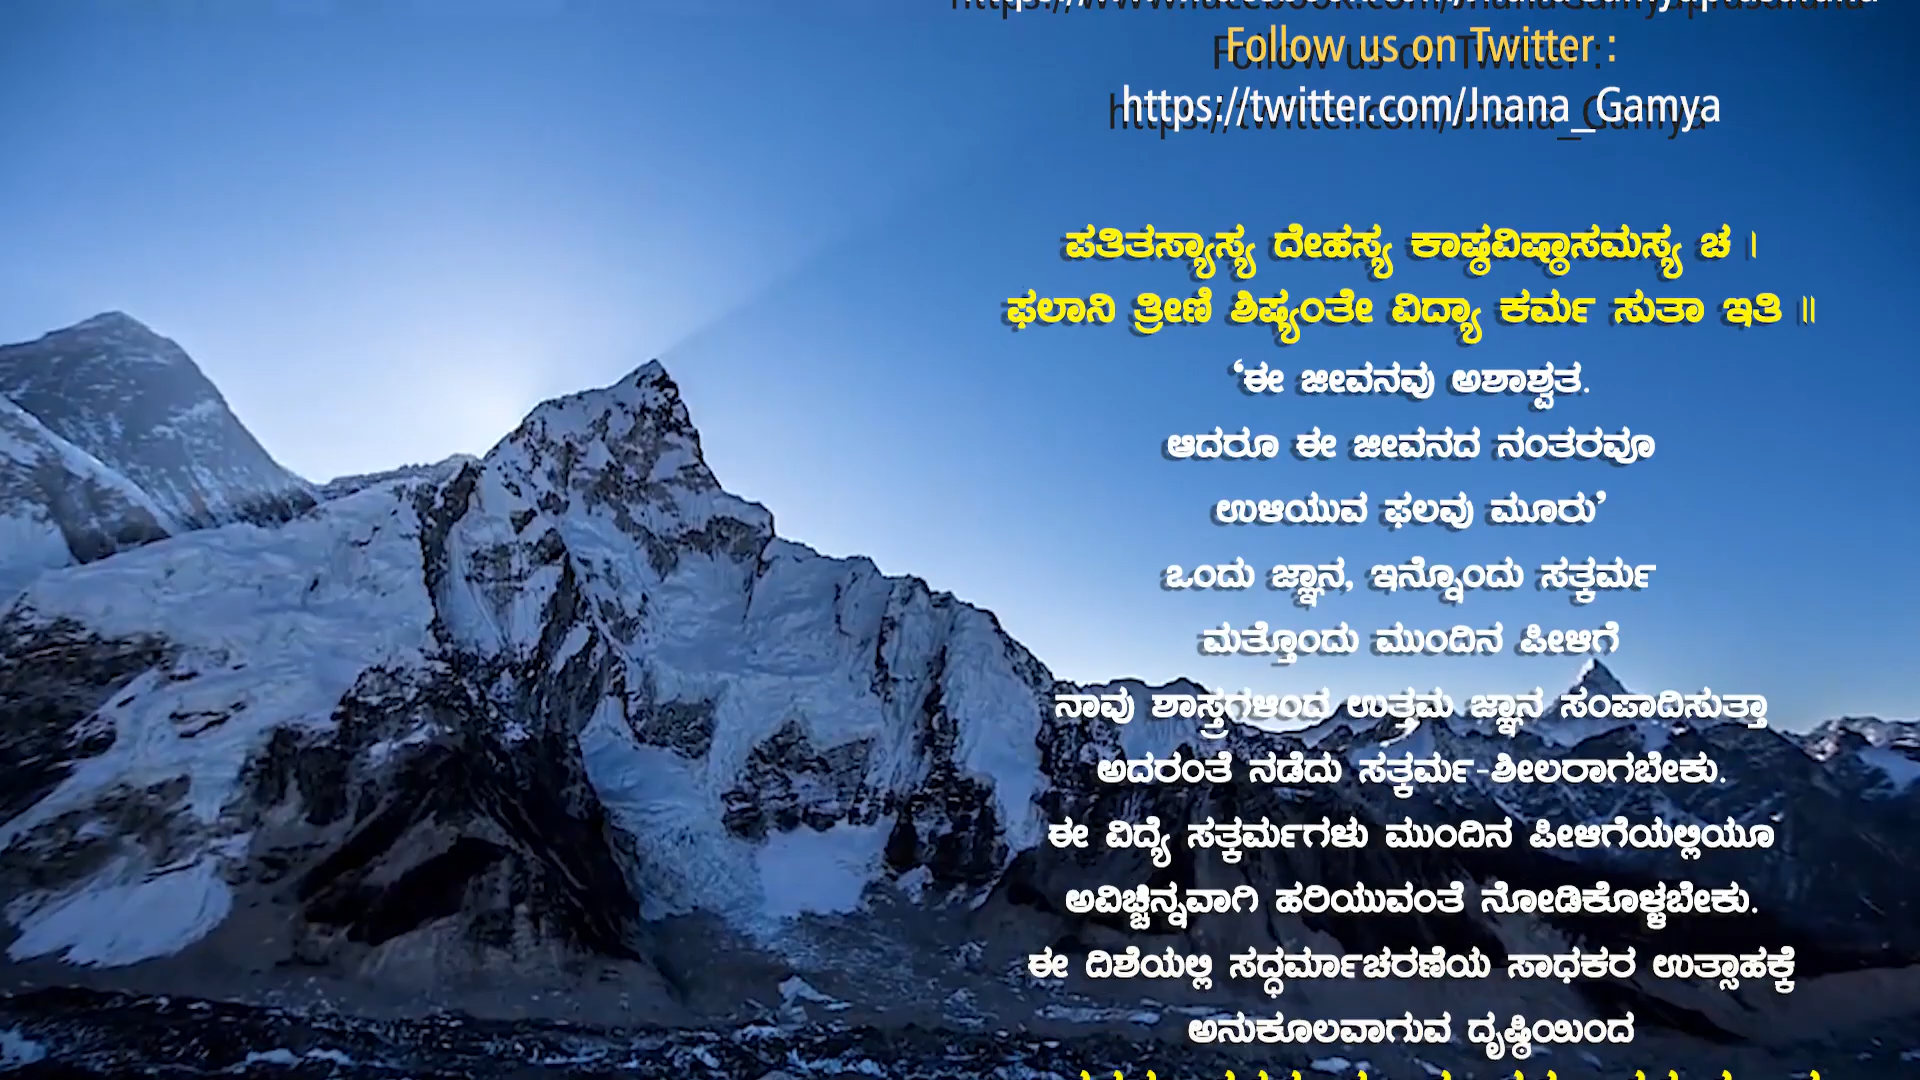 Follow us on Twitter :
https://twitter.com/Jnana_Gamya
ಪತಿತಸ್ಯಾಸ್ಯ ದೇಹಸ್ಯ ಕಾಷ್ಠವಿಷ್ಠಾಸಮಸ್ಯ ಚ ।
ಫಲಾನಿ ತ್ರೀಣಿ ಶಿಷ್ಯಂತೇ ವಿದ್ಯಾ ಕರ್ಮ ಸುತಾ ಇತಿ ॥
‘ಈ ಜೀವನವು ಅಶಾಶ್ವತ.
ಆದರೂ ಈ ಜೀವನದ ನಂತರವೂ
ಉಳಿಯುವ ಫಲವು ಮೂರು’
ಒಂದು ಜ್ಞಾನ, ಇನ್ನೊಂದು ಸತ್ಕರ್ಮ
ಮತ್ತೊಂದು ಮುಂದಿನ ಪೀಳಿಗೆ
ನಾವು ಶಾಸ್ತ್ರಗಳಿಂದ ಉತ್ತಮ ಜ್ಞಾನ ಸಂಪಾದಿಸುತ್ತಾ
ಅದರಂತೆ ನಡೆದು ಸತ್ಕರ್ಮ-ಶೀಲರಾಗಬೇಕು.
ಈ ವಿದ್ಯೆ ಸತ್ಕರ್ಮಗಳು ಮುಂದಿನ ಪೀಳಿಗೆಯಲ್ಲಿಯೂ
ಅವಿಚ್ಚಿನ್ನವಾಗಿ ಹರಿಯುವಂತೆ ನೋಡಿಕೊಳ್ಳಬೇಕು.
ಈ ದಿಶೆಯಲ್ಲಿ ಸದ್ಧರ್ಮಾಚರಣೆಯ ಸಾಧಕರ ಉತ್ಸಾಹಕ್ಕೆ
ಅನುಕೂಲವಾಗುವ ದೃಷ್ಠಿಯಿಂದ